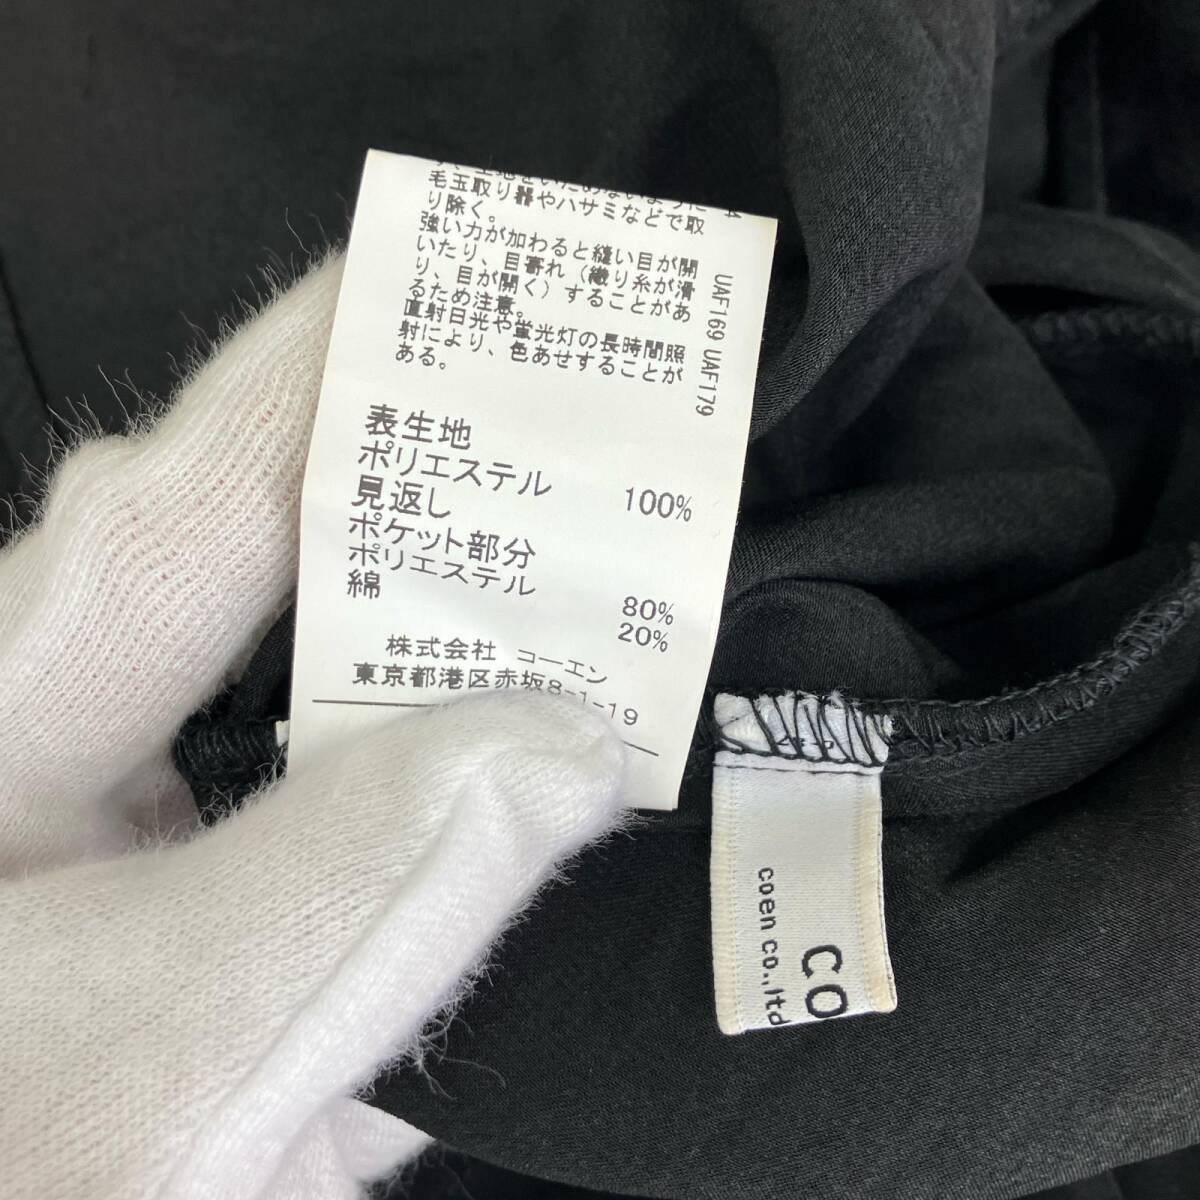 毛玉取り器やハサミなどで取
り除く。
強い力が加わると縫い目が開
いたり、目寄れ（織り糸が滑
り、目が開く）することがあ
るため注意。
直射日光や蛍光灯の長時間照
射により、色あせすることが
ある。
UAF169 UAF179
表生地
ポリエステル 100%
見返し
ポケット部分
ポリエステル 80%
綿 20%
株式会社 コーエン
東京都港区赤坂8-1-19
coen co.,ltd
CO